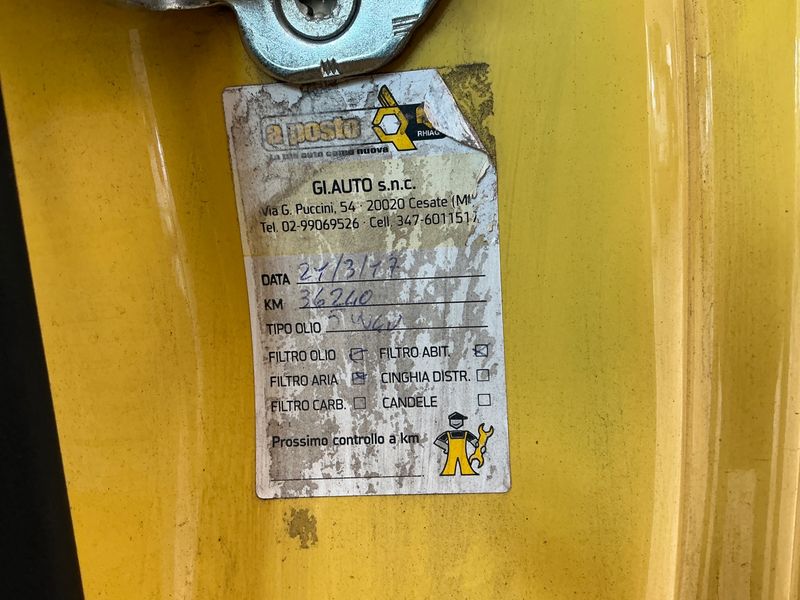 a posto
RHIAG
La tua auto come nuova
GI.AUTO s.n.c.
Via G. Puccini, 54 · 20020 Cesate (MI
Tel. 02-99069526 · Cell. 347-6011517
DATA 21/3/17
KM 36240
TIPO OLIO
FILTRO OLIO FILTRO ABIT.
FILTRO ARIA CINGHIA DISTR.
FILTRO CARB. CANDELE
Prossimo controllo a km